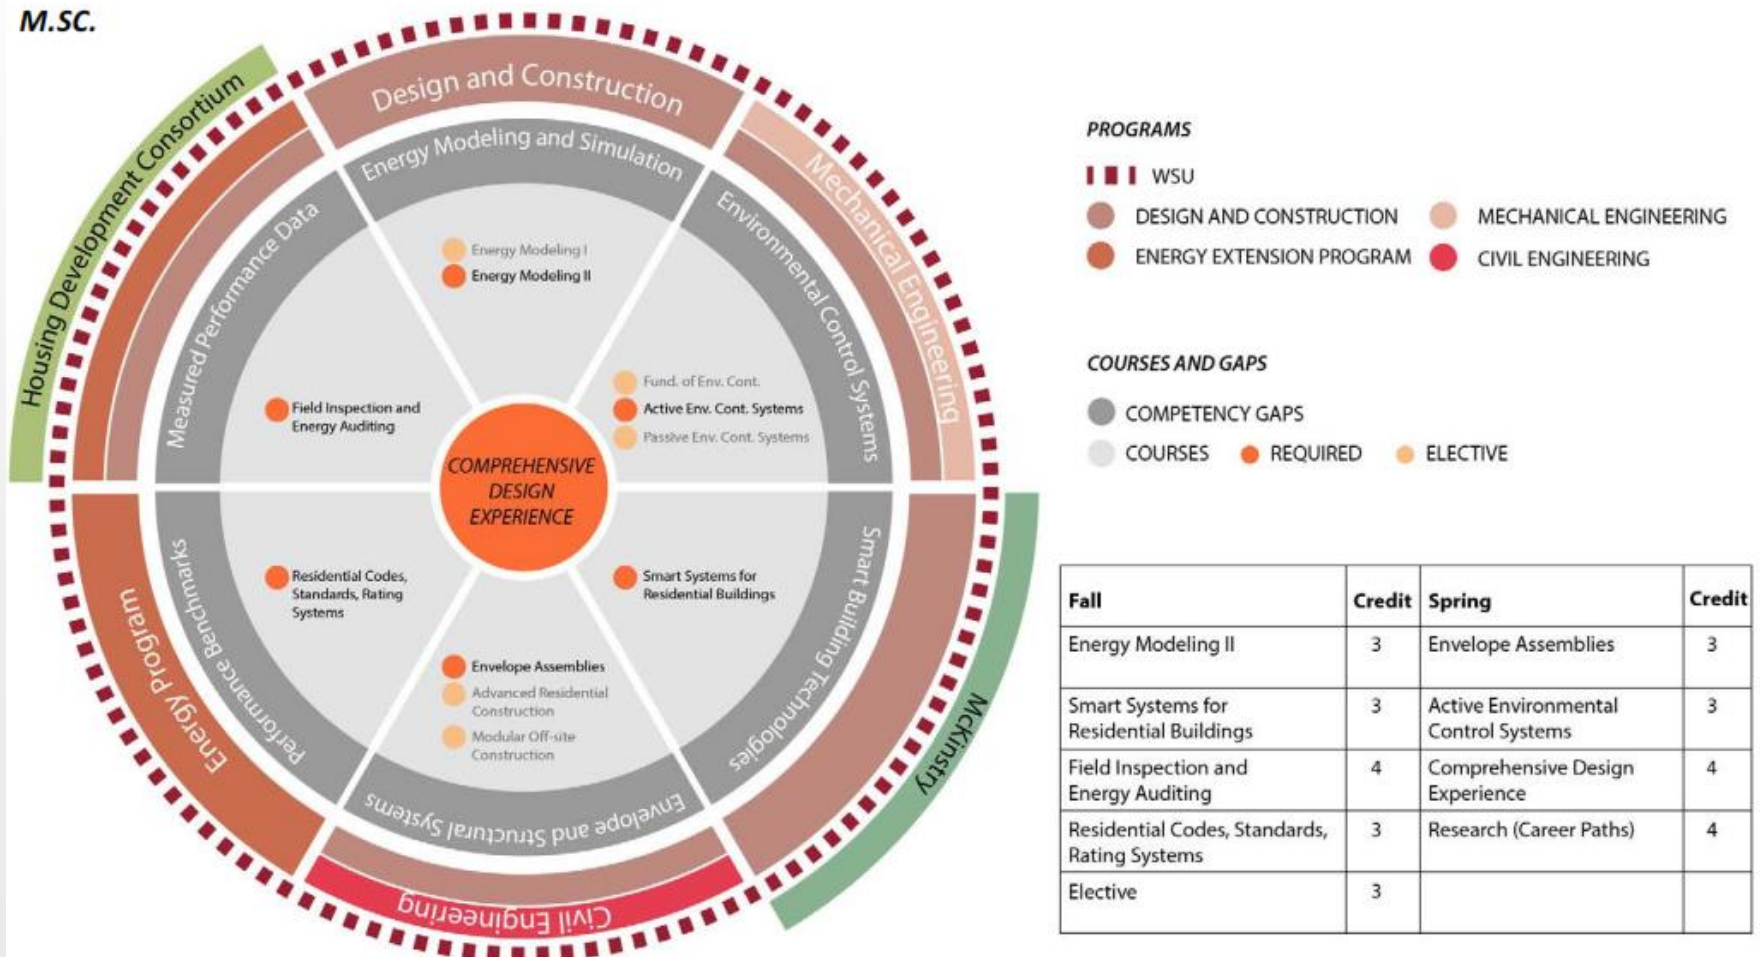 M.SC.
Housing Development Consortium
Design and Construction
Mechanical Engineering
Energy Modeling and Simulation
Measured Performance Data
Environmental Control Systems
Energy Modeling I
Energy Modeling II
Fund. of Env. Cont.
Active Env. Cont. Systems
Passive Env. Cont. Systems
Field Inspection and
Energy Auditing
COMPREHENSIVE
DESIGN
EXPERIENCE
Residential Codes,
Standards, Rating
Systems
Smart Systems for
Residential Buildings
Envelope Assemblies
Advanced Residential
Construction
Modular Off-site
Construction
Performance Benchmarks
Smart Building Technologies
Envelope and Structural Systems
Energy Program
Civil Engineering
McKinstry
PROGRAMS
WSU
DESIGN AND CONSTRUCTION MECHANICAL ENGINEERING
ENERGY EXTENSION PROGRAM CIVIL ENGINEERING
COURSES AND GAPS
COMPETENCY GAPS
COURSES REQUIRED ELECTIVE
Fall Credit Spring Credit
Energy Modeling II 3 Envelope Assemblies 3
Smart Systems for
Residential Buildings 3 Active Environmental
Control Systems 3
Field Inspection and
Energy Auditing 4 Comprehensive Design
Experience 4
Residential Codes, Standards,
Rating Systems 3 Research (Career Paths) 4
Elective 3